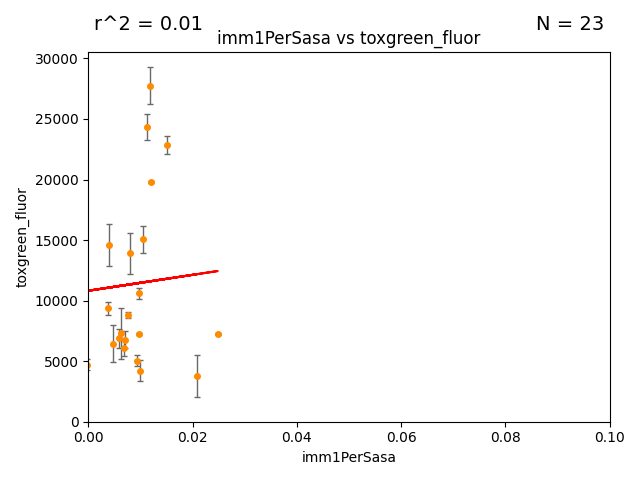 r^2 = 0.01
N = 23
imm1PerSasa vs toxgreen_fluor
30000
25000
20000
15000
10000
5000
0
toxgreen_fluor
0.00
0.02
0.04
0.06
0.08
0.10
imm1PerSasa